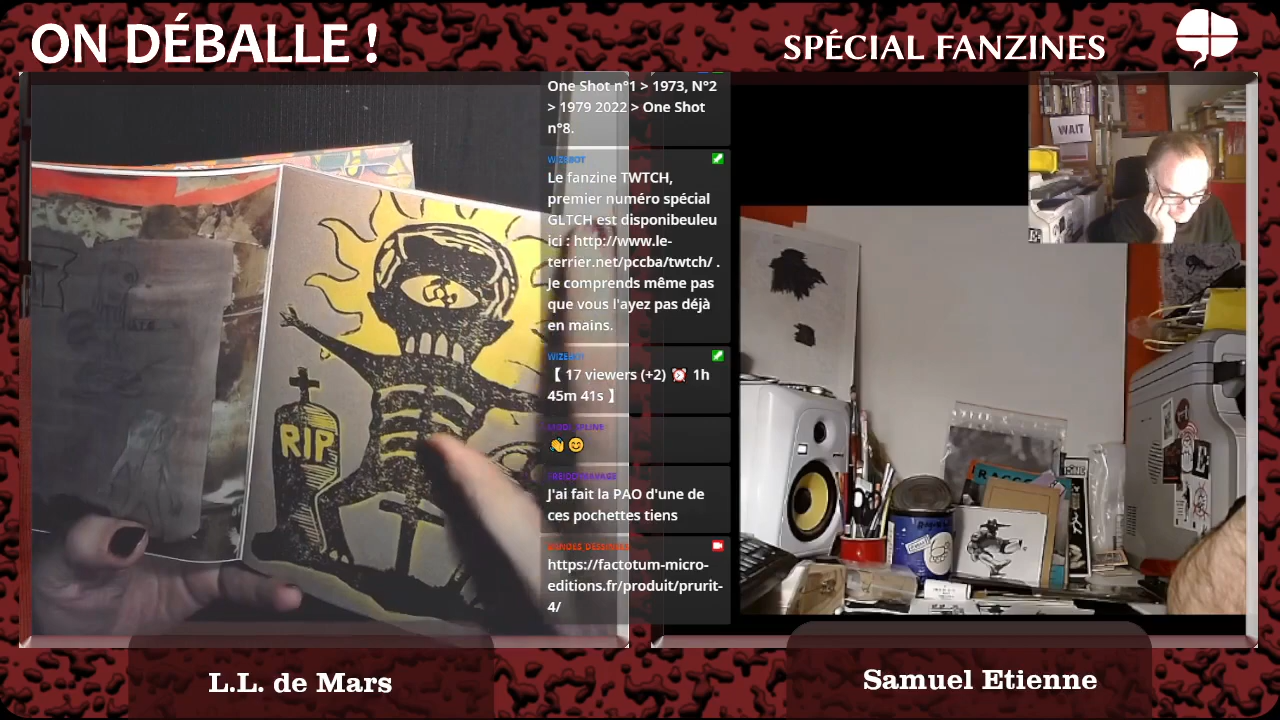 ON DÉBALLE !
SPÉCIAL FANZINES
One Shot n°1 > 1973, N°2
> 1979 2022 > One Shot
n°8.
WIZEBOT
Le fanzine TWTCH,
premier numéro spécial
GLTCH est disponibeuleu
ici : http://www.le-
terrier.net/pccba/twtch/ .
Je comprends même pas
que vous l'ayez pas déjà
en mains.
WIZEBOT
【 17 viewers (+2) ⏰ 1h
45m 41s 】
👏 😊
J'ai fait la PAO d'une de
ces pochettes tiens
https://factotum-micro-
editions.fr/produit/prurit-
4/
RIP
WAIT
L.L. de Mars
Samuel Etienne